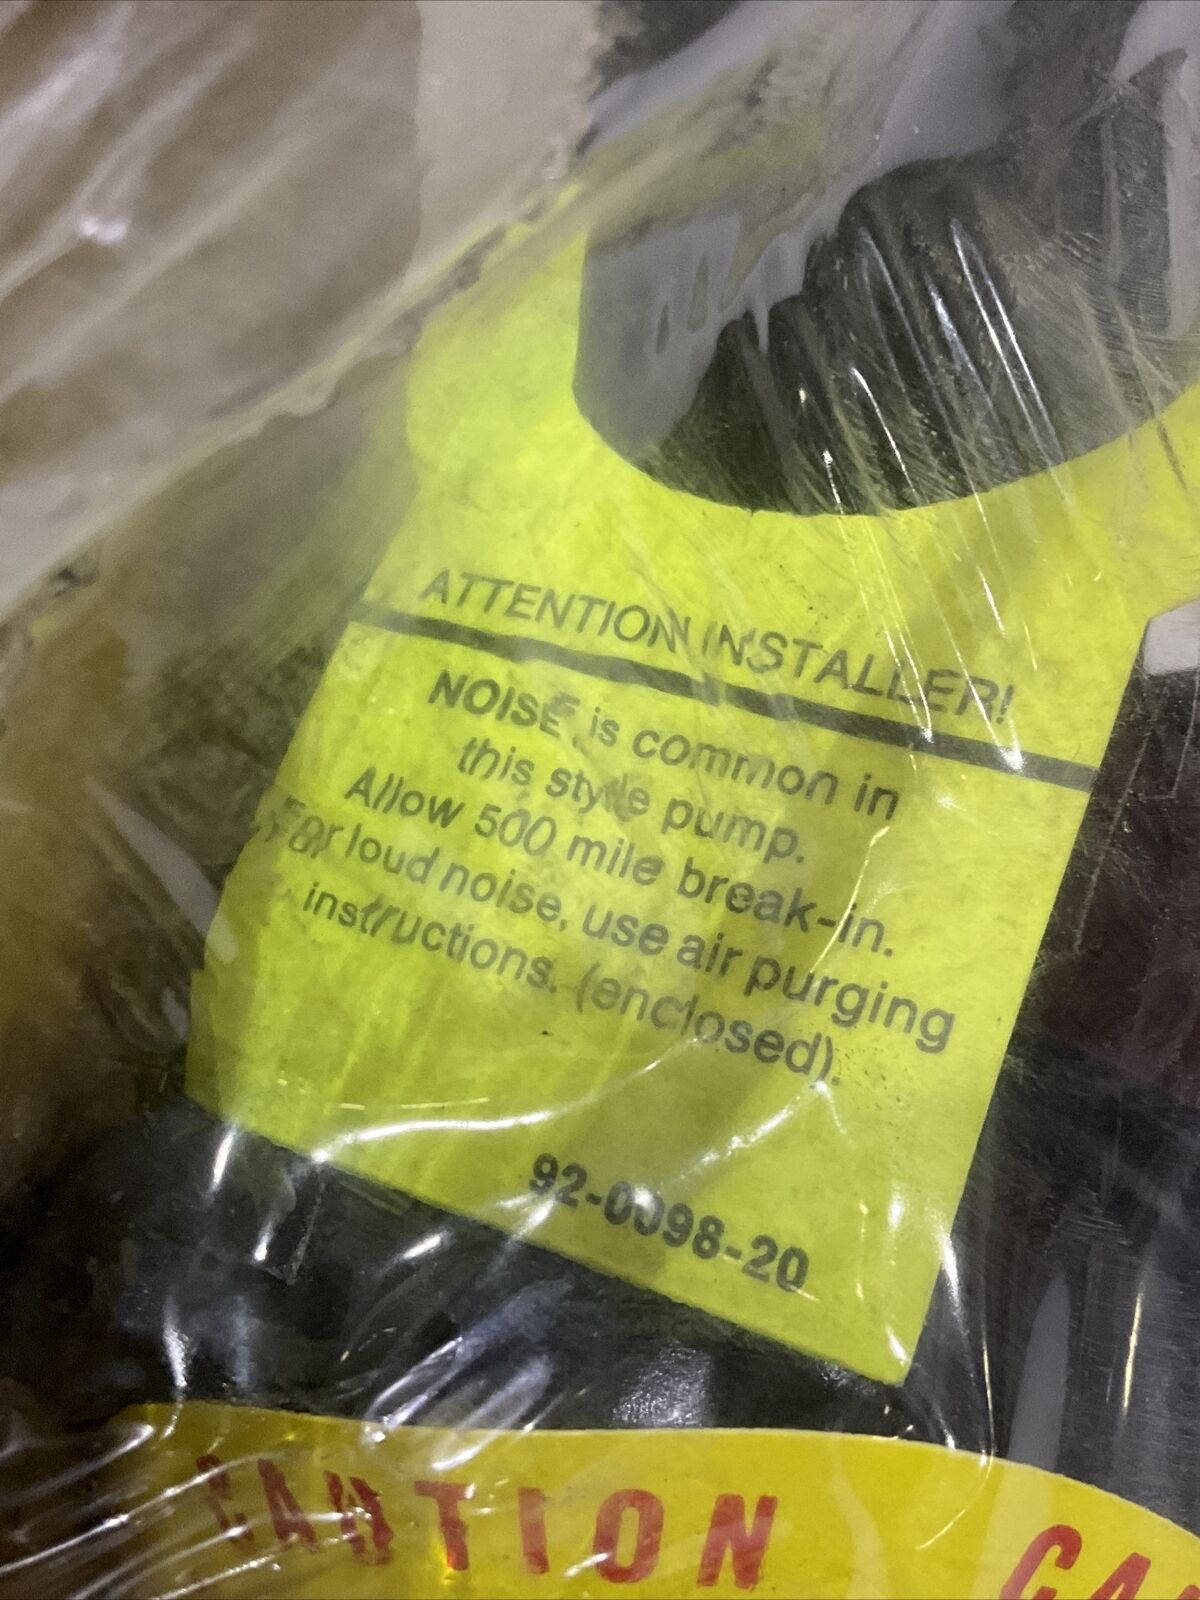 ATTENTION INSTALLER!
NOISE is common in
this style pump.
Allow 500 mile break-in.
For loud noise, use air purging
instructions. (enclosed).
92-0098-20
CAUTION CA